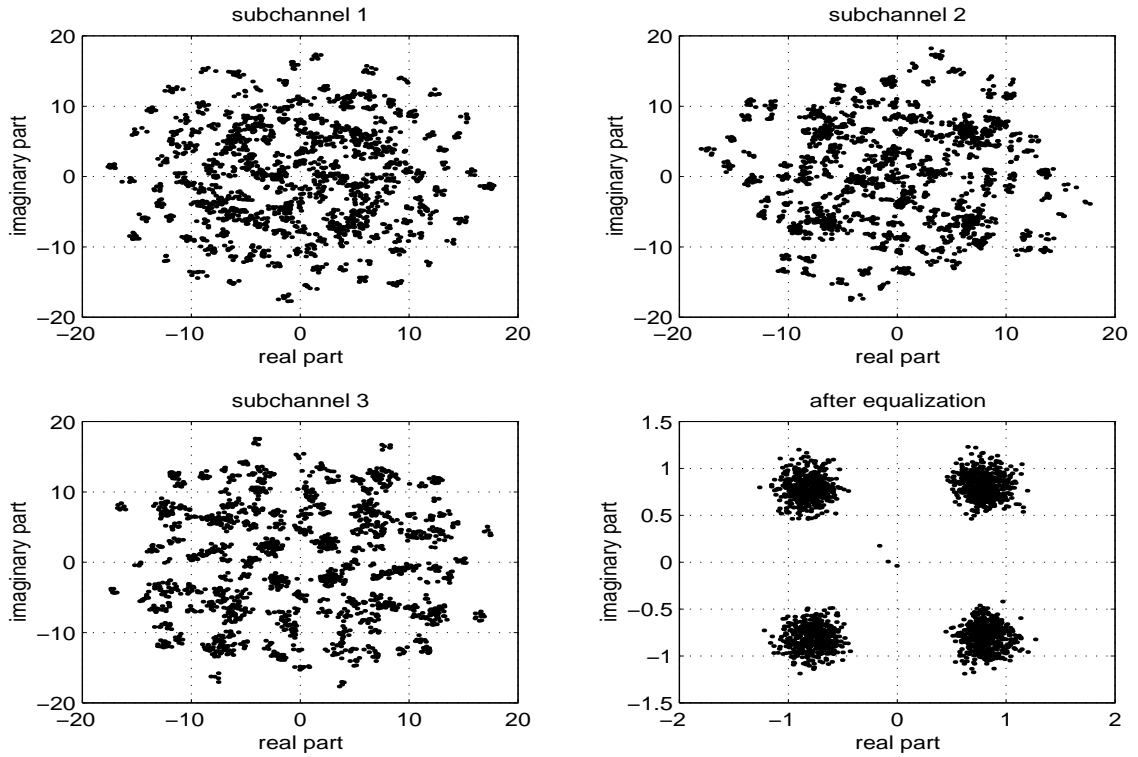 subchannel 1
20
10
0
−10
−20
−20 −10 0 10 20
imaginary part
real part
subchannel 2
20
10
0
−10
−20
−20 −10 0 10 20
imaginary part
real part
subchannel 3
20
10
0
−10
−20
−20 −10 0 10 20
imaginary part
real part
after equalization
1.5
1
0.5
0
−0.5
−1
−1.5
−2 −1 0 1 2
imaginary part
real part